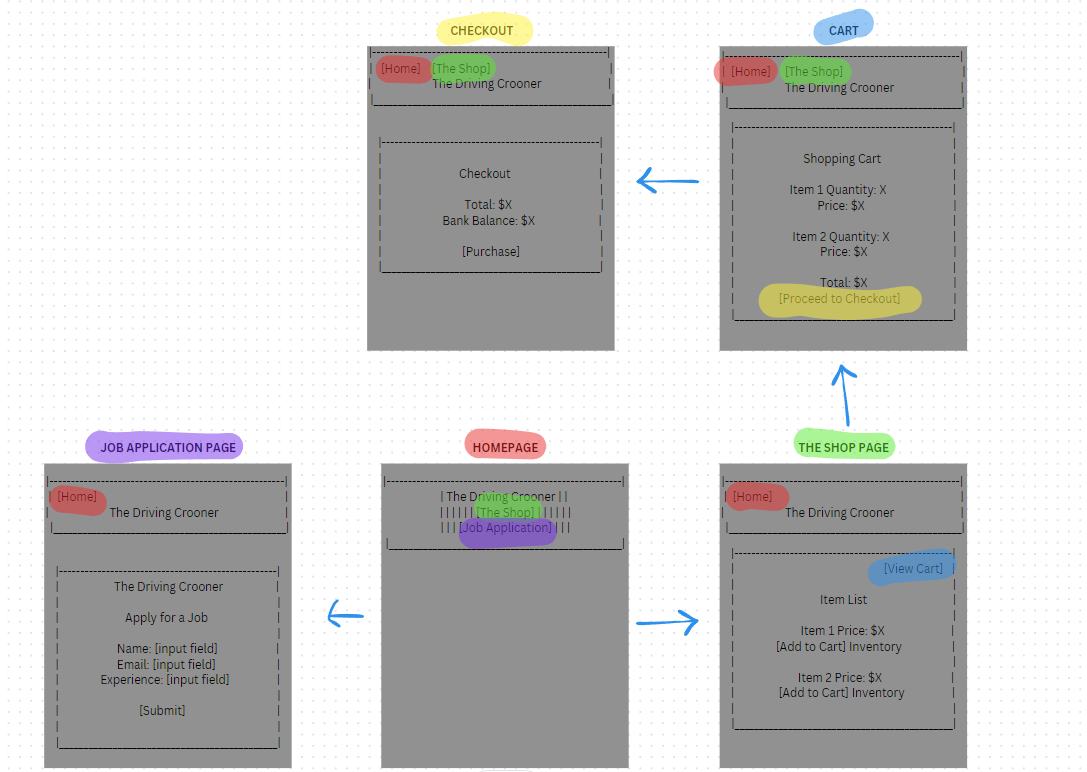 CHECKOUT
[Home] [The Shop]
The Driving Crooner
Checkout
Total: $X
Bank Balance: $X
[Purchase]
CART
[Home] [The Shop]
The Driving Crooner
Shopping Cart
Item 1 Quantity: X
Price: $X
Item 2 Quantity: X
Price: $X
Total: $X
[Proceed to Checkout]
JOB APPLICATION PAGE
[Home]
The Driving Crooner
The Driving Crooner
Apply for a Job
Name: [input field]
Email: [input field]
Experience: [input field]
[Submit]
HOMEPAGE
| The Driving Crooner | |
| | | | | | [The Shop] | | | | | |
| | | [Job Application] | | |
THE SHOP PAGE
[Home]
The Driving Crooner
[View Cart]
Item List
Item 1 Price: $X
[Add to Cart] Inventory
Item 2 Price: $X
[Add to Cart] Inventory